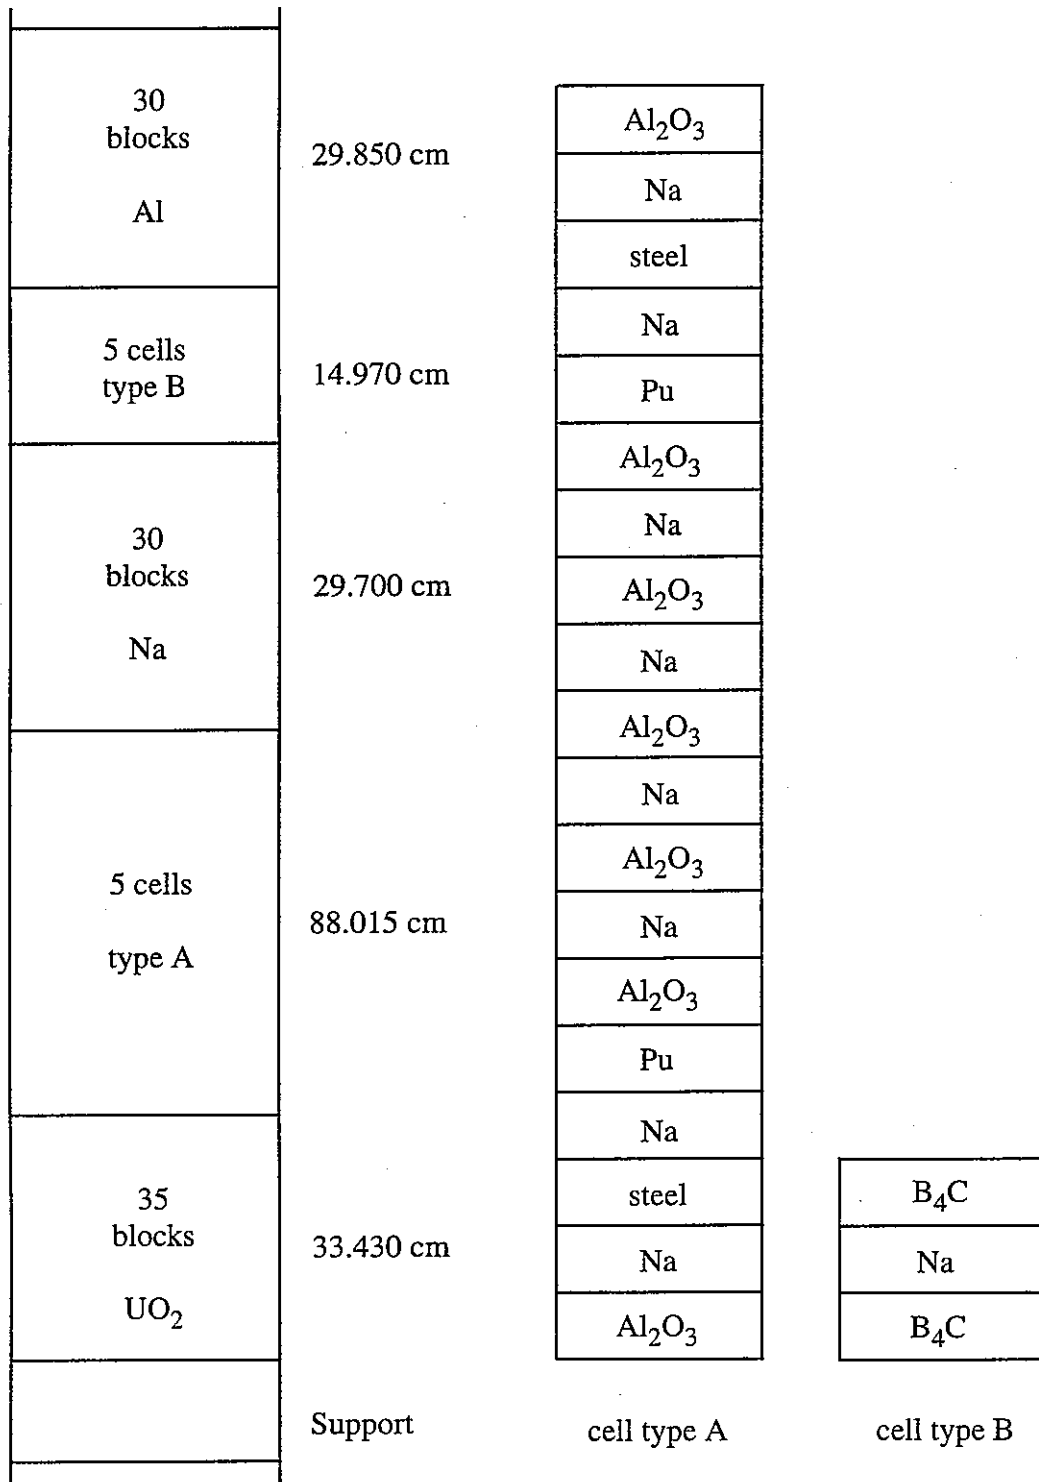 30
blocks
Al
29.850 cm
5 cells
type B
14.970 cm
30
blocks
Na
29.700 cm
5 cells
type A
88.015 cm
35
blocks
UO₂
33.430 cm
Support
Al₂O₃
Na
steel
Na
Pu
Al₂O₃
Na
Al₂O₃
Na
Al₂O₃
Na
Al₂O₃
Na
Al₂O₃
Pu
Na
steel
Na
Al₂O₃
cell type A
B₄C
Na
B₄C
cell type B